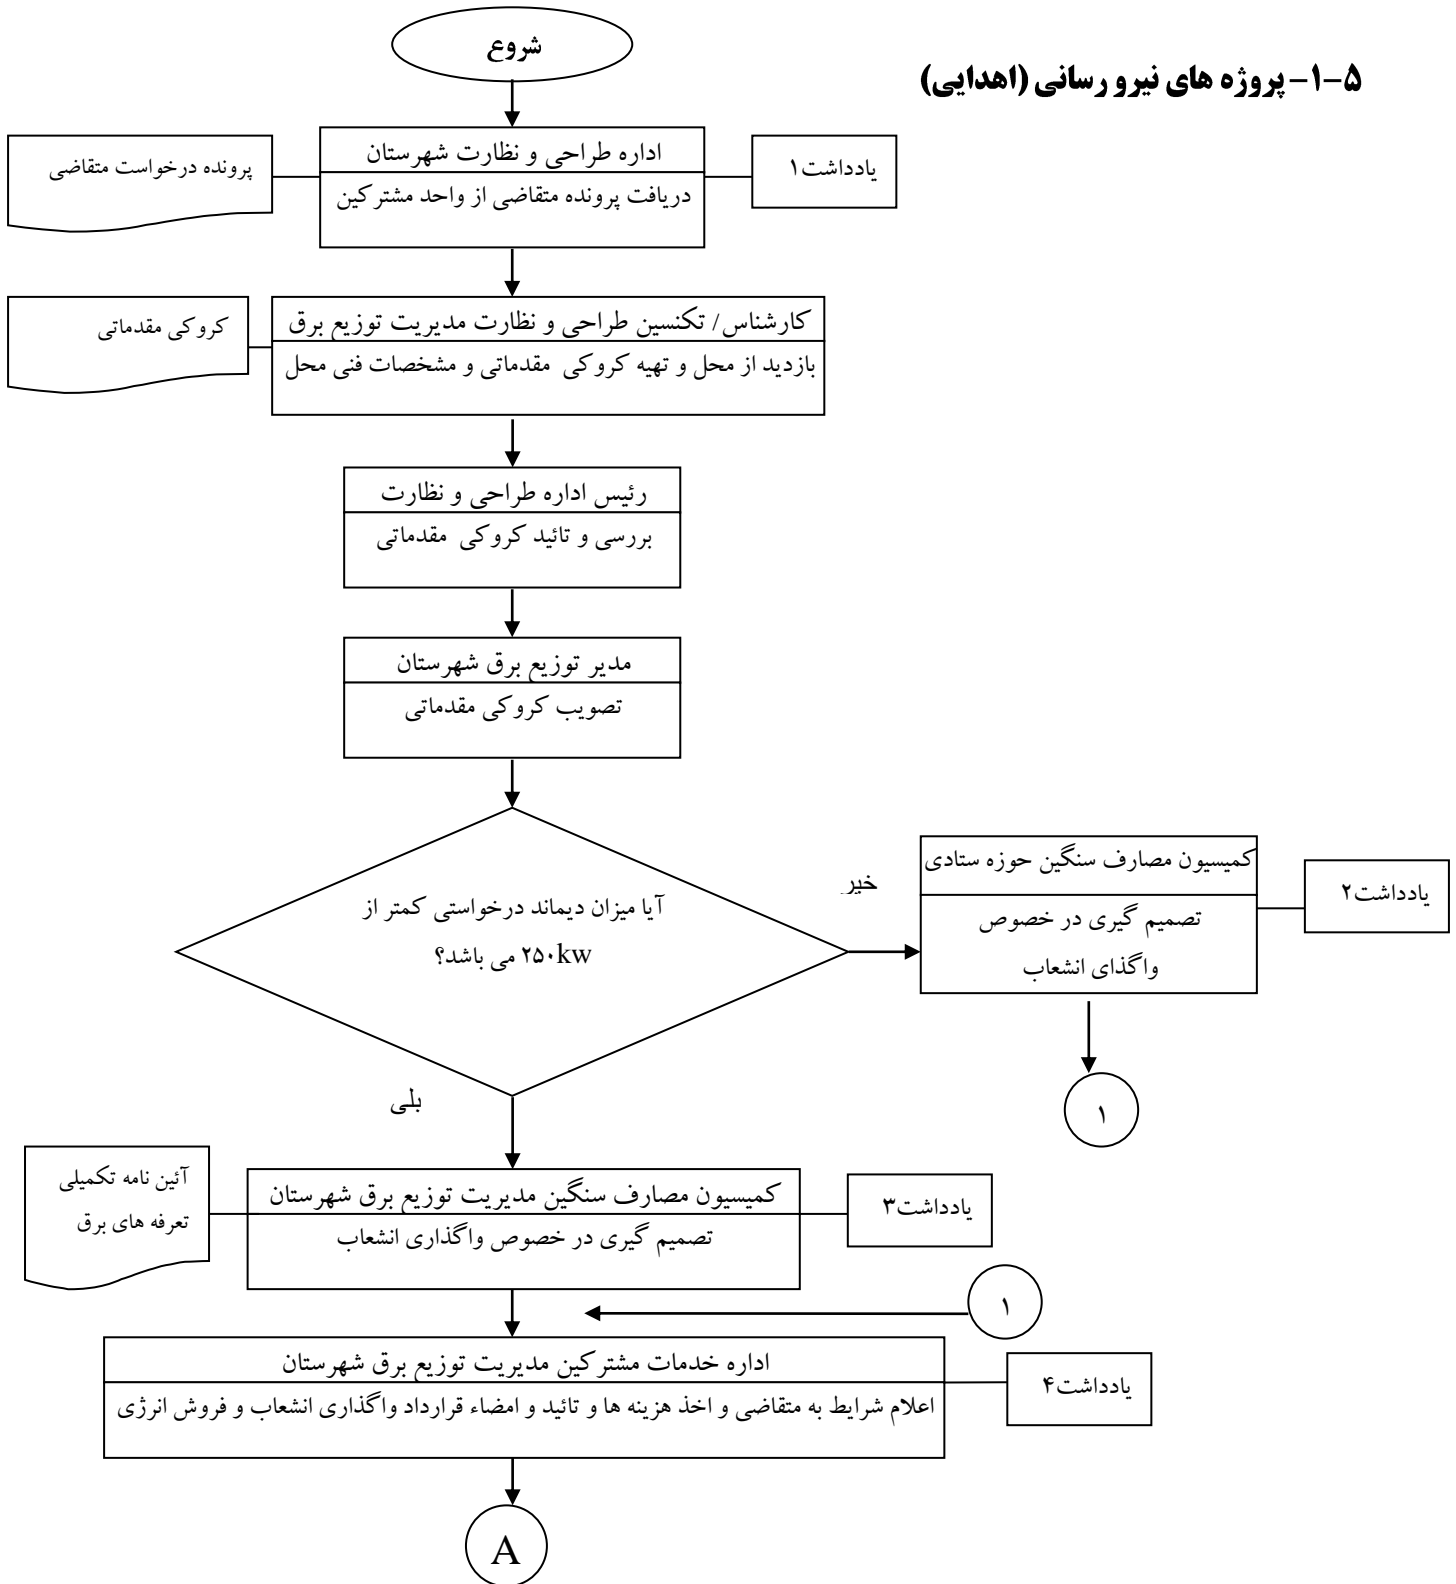 شروع
۵-۱- پروژه های نیرو رسانی (اهدایی)
اداره طراحی و نظارت شهرستان
دریافت پرونده متقاضی از واحد مشترکین
یادداشت۱
پرونده درخواست متقاضی
کارشناس/ تکنسین طراحی و نظارت مدیریت توزیع برق
بازدید از محل و تهیه کروکی مقدماتی و مشخصات فنی محل
کروکی مقدماتی
رئیس اداره طراحی و نظارت
بررسی و تائید کروکی مقدماتی
مدیر توزیع برق شهرستان
تصویب کروکی مقدماتی
آیا میزان دیماند درخواستی کمتر از
۲۵۰kw می باشد؟
خیر
کمیسیون مصارف سنگین حوزه ستادی
تصمیم گیری در خصوص
واگذای انشعاب
یادداشت۲
۱
بلی
کمیسیون مصارف سنگین مدیریت توزیع برق شهرستان
تصمیم گیری در خصوص واگذاری انشعاب
یادداشت۳
آئین نامه تکمیلی
تعرفه های برق
۱
اداره خدمات مشترکین مدیریت توزیع برق شهرستان
اعلام شرایط به متقاضی و اخذ هزینه ها و تائید و امضاء قرارداد واگذاری انشعاب و فروش انرژی
یادداشت۴
A